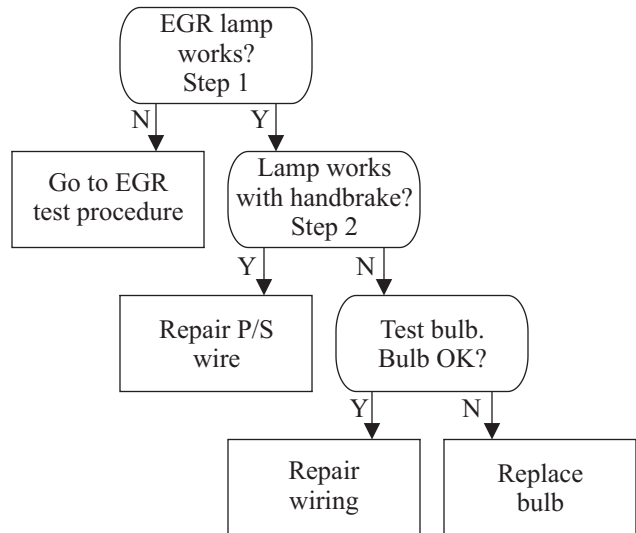 EGR lamp
works?
Step 1
N
Y
Go to EGR
test procedure
Lamp works
with handbrake?
Step 2
Y
N
Repair P/S
wire
Test bulb.
Bulb OK?
Y
N
Repair
wiring
Replace
bulb